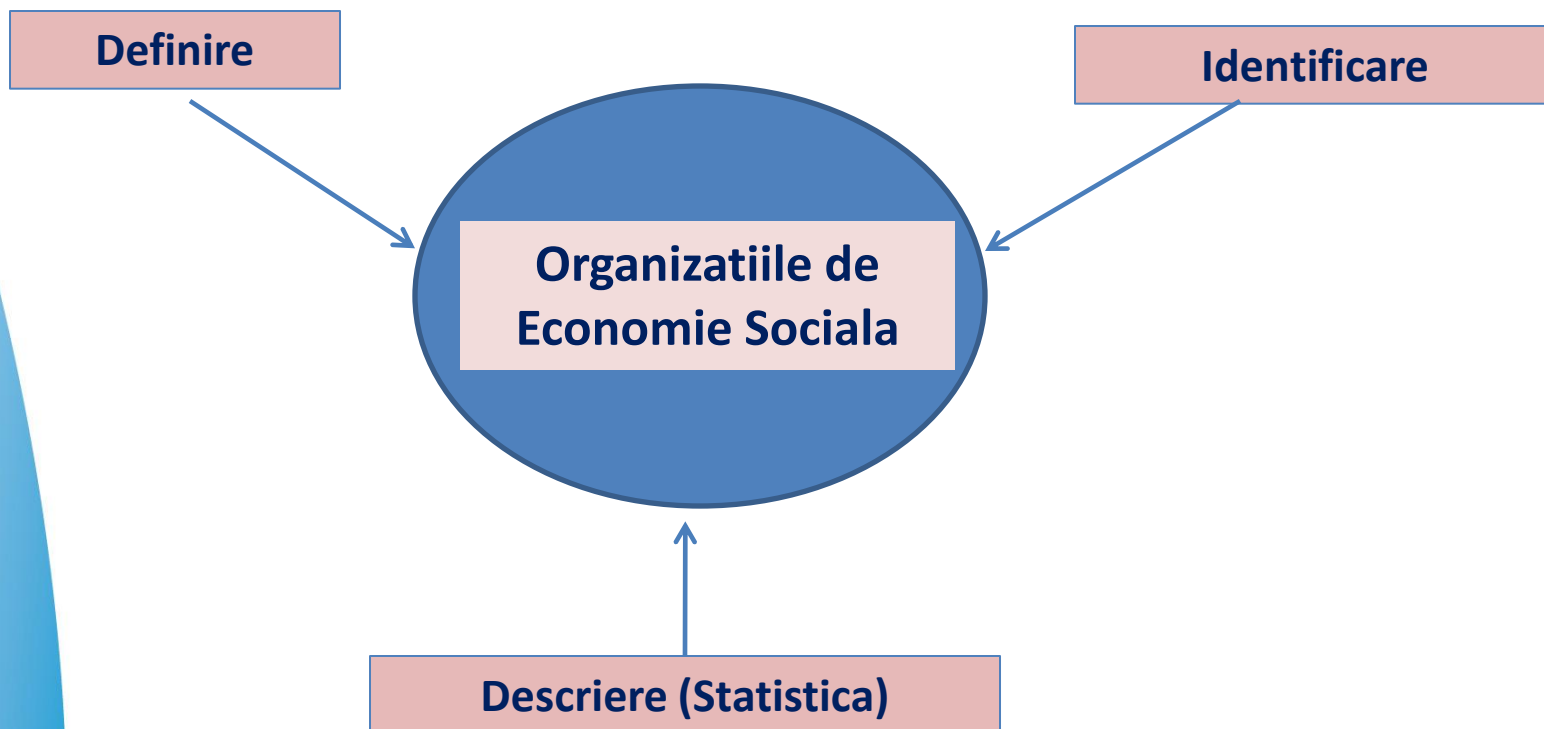 Definire
Identificare
Organizatiile de
Economie Sociala
Descriere (Statistica)